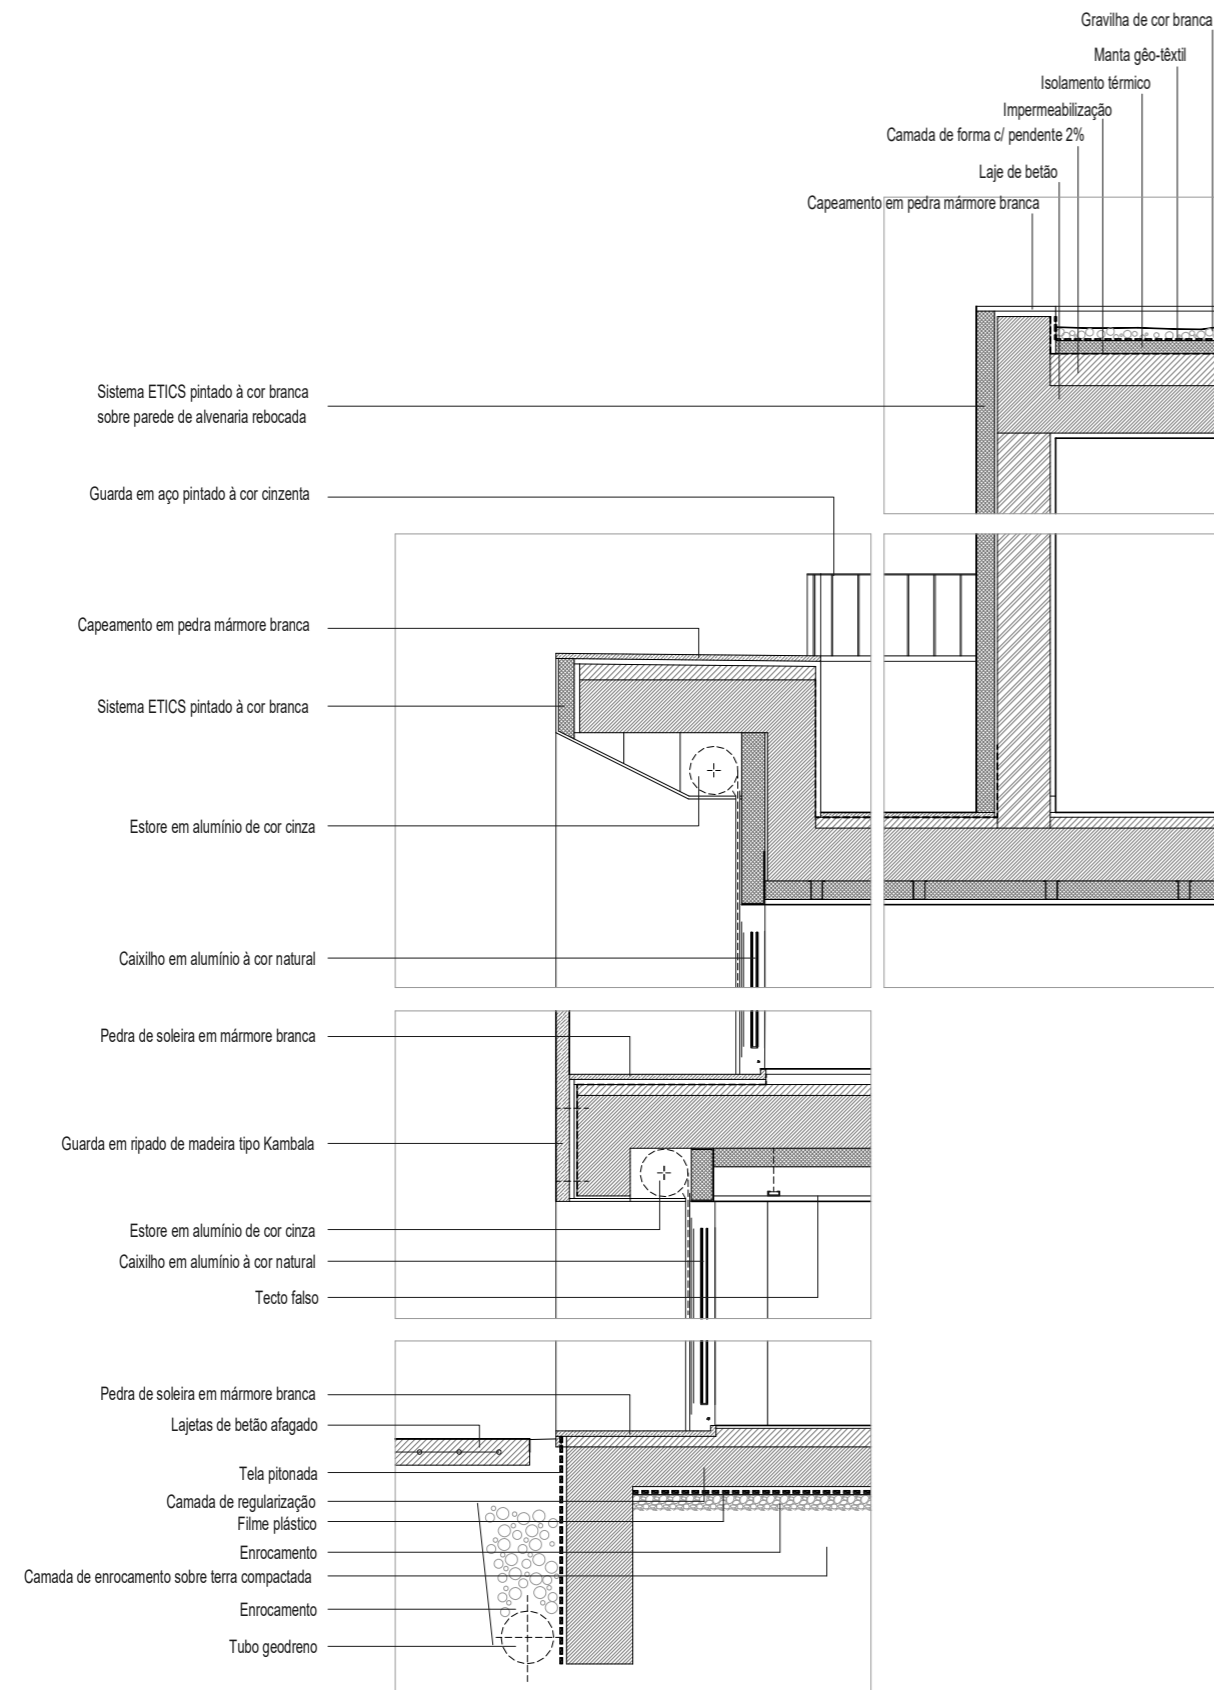 Gravilha de cor branca
Manta gêo-têxtil
Isolamento térmico
Impermeabilização
Camada de forma c/ pendente 2%
Laje de betão
Capeamento em pedra mármore branca
Sistema ETICS pintado à cor branca
sobre parede de alvenaria rebocada
Guarda em aço pintado à cor cinzenta
Capeamento em pedra mármore branca
Sistema ETICS pintado à cor branca
Estore em alumínio de cor cinza
Caixilho em alumínio à cor natural
Pedra de soleira em mármore branca
Guarda em ripado de madeira tipo Kambala
Estore em alumínio de cor cinza
Caixilho em alumínio à cor natural
Tecto falso
Pedra de soleira em mármore branca
Lajetas de betão afagado
Tela pitonada
Camada de regularização
Filme plástico
Enrocamento
Camada de enrocamento sobre terra compactada
Enrocamento
Tubo geodreno